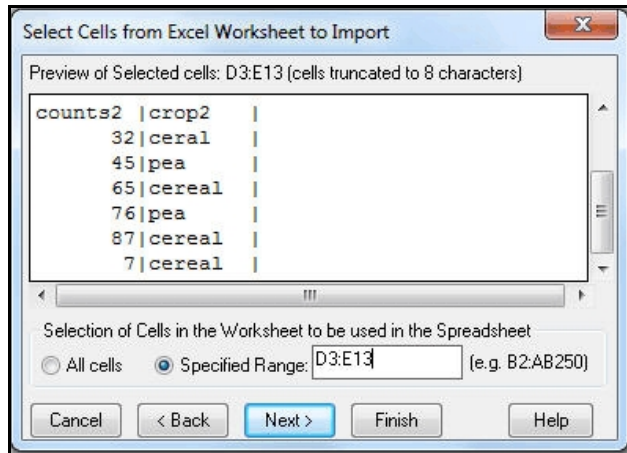 Select Cells from Excel Worksheet to Import
Preview of Selected cells: D3:E13 (cells truncated to 8 characters)
counts2 |crop2 |
32|ceral |
45|pea |
65|cereal |
76|pea |
87|cereal |
7|cereal |
Selection of Cells in the Worksheet to be used in the Spreadsheet
All cells Specified Range: D3:E13 (e.g. B2:AB250)
Cancel < Back Next > Finish Help